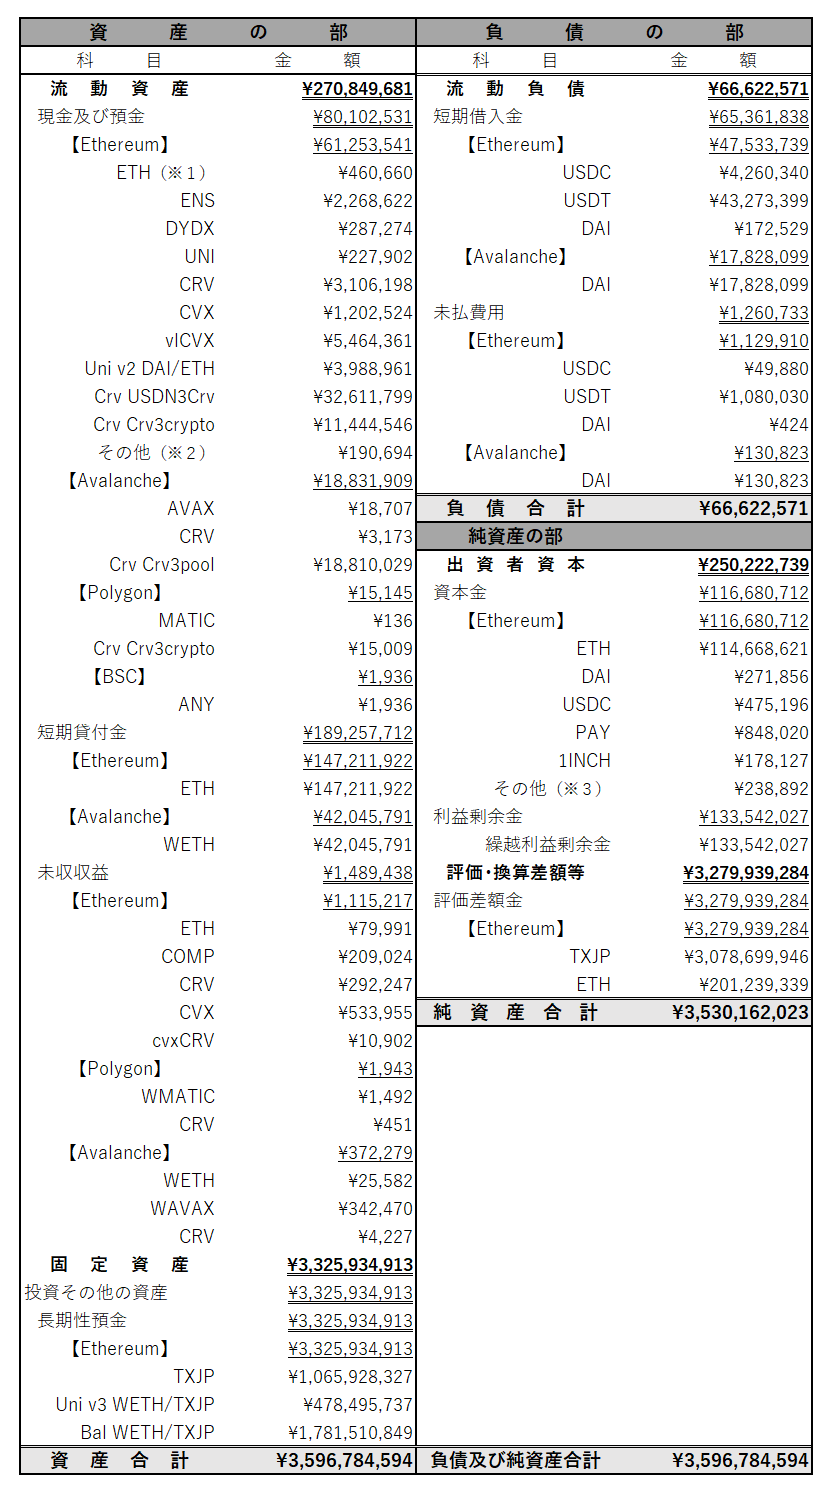 資産の部
科目 金額
流動資産 ¥270,849,681
現金及び預金 ¥80,102,531
【Ethereum】 ¥61,253,541
ETH（※1） ¥460,660
ENS ¥2,268,622
DYDX ¥287,274
UNI ¥227,902
CRV ¥3,106,198
CVX ¥1,202,524
vlCVX ¥5,464,361
Uni v2 DAI/ETH ¥3,988,961
Crv USDN3Crv ¥32,611,799
Crv Crv3crypto ¥11,444,546
その他（※2） ¥190,694
【Avalanche】 ¥18,831,909
AVAX ¥18,707
CRV ¥3,173
Crv Crv3pool ¥18,810,029
【Polygon】 ¥15,145
MATIC ¥136
Crv Crv3crypto ¥15,009
【BSC】 ¥1,936
ANY ¥1,936
短期貸付金 ¥189,257,712
【Ethereum】 ¥147,211,922
ETH ¥147,211,922
【Avalanche】 ¥42,045,791
WETH ¥42,045,791
未収収益 ¥1,489,438
【Ethereum】 ¥1,115,217
ETH ¥79,991
COMP ¥209,024
CRV ¥292,247
CVX ¥533,955
cvxCRV ¥10,902
【Polygon】 ¥1,943
WMATIC ¥1,492
CRV ¥451
【Avalanche】 ¥372,279
WETH ¥25,582
WAVAX ¥342,470
CRV ¥4,227
固定資産 ¥3,325,934,913
投資その他の資産 ¥3,325,934,913
長期性預金 ¥3,325,934,913
【Ethereum】 ¥3,325,934,913
TXJP ¥1,065,928,327
Uni v3 WETH/TXJP ¥478,495,737
Bal WETH/TXJP ¥1,781,510,849
資産合計 ¥3,596,784,594
負債の部
科目 金額
流動負債 ¥66,622,571
短期借入金 ¥65,361,838
【Ethereum】 ¥47,533,739
USDC ¥4,260,340
USDT ¥43,273,399
DAI ¥172,529
【Avalanche】 ¥17,828,099
DAI ¥17,828,099
未払費用 ¥1,260,733
【Ethereum】 ¥1,129,910
USDC ¥49,880
USDT ¥1,080,030
DAI ¥424
【Avalanche】 ¥130,823
DAI ¥130,823
負債合計 ¥66,622,571
純資産の部
出資者資本 ¥250,222,739
資本金 ¥116,680,712
【Ethereum】 ¥116,680,712
ETH ¥114,668,621
DAI ¥271,856
USDC ¥475,196
PAY ¥848,020
1INCH ¥178,127
その他（※3） ¥238,892
利益剰余金 ¥133,542,027
繰越利益剰余金 ¥133,542,027
評価・換算差額等 ¥3,279,939,284
評価差額金 ¥3,279,939,284
【Ethereum】 ¥3,279,939,284
TXJP ¥3,078,699,946
ETH ¥201,239,339
純資産合計 ¥3,530,162,023
負債及び純資産合計 ¥3,596,784,594